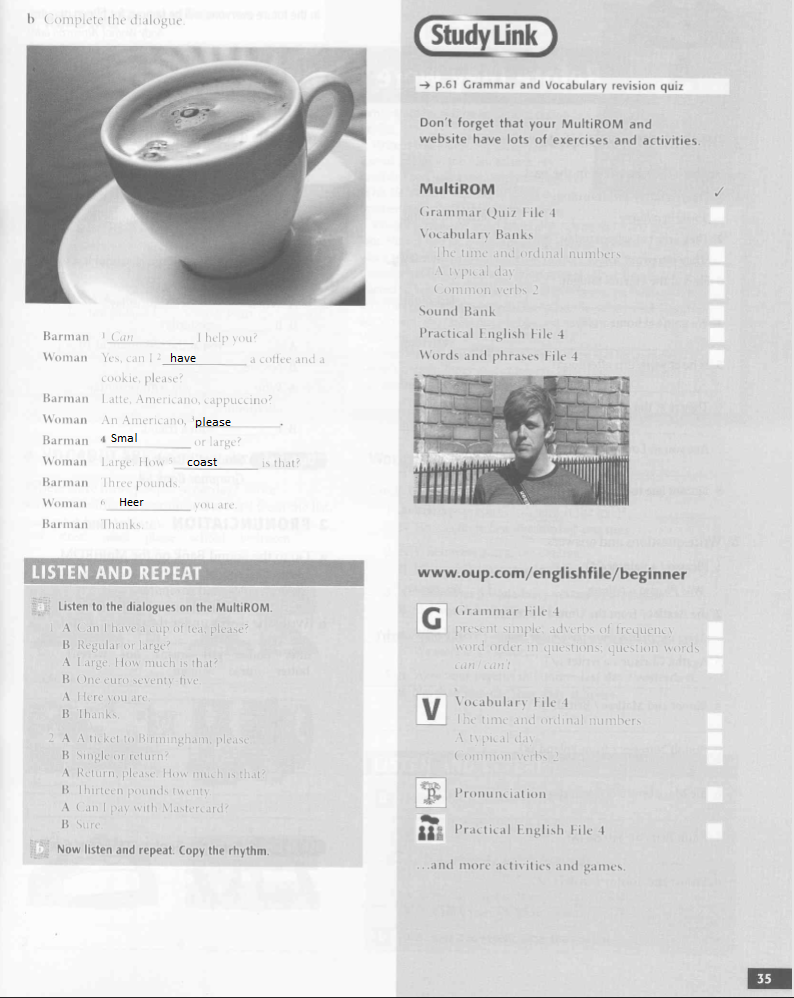 b Complete the dialogue.
Barman 1 Can I help you?
Woman Yes, can I 2 have a coffee and a
cookie, please?
Barman Latte, Americano, cappuccino?
Woman An Americano, 3 please.
Barman 4 Smal or large?
Woman Large. How 5 coast is that?
Barman Three pounds.
Woman 6 Heer you are.
Barman Thanks.
LISTEN AND REPEAT
a Listen to the dialogues on the MultiROM.
1 A Can I have a cup of tea, please?
B Regular or large?
A Large. How much is that?
B One euro seventy five.
A Here you are.
B Thanks.
2 A A ticket to Birmingham, please.
B Single or return?
A Return, please. How much is that?
B Thirteen pounds twenty.
A Can I pay with Mastercard?
B Sure.
b Now listen and repeat. Copy the rhythm.
Study Link
→ p.61 Grammar and Vocabulary revision quiz
Don't forget that your MultiROM and
website have lots of exercises and activities.
MultiROM ✓
Grammar Quiz File 4
Vocabulary Banks
The time and ordinal numbers
A typical day
Common verbs 2
Sound Bank
Practical English File 4
Words and phrases File 4
www.oup.com/englishfile/beginner
G Grammar File 4
present simple, adverbs of frequency
word order in questions, question words
can / can't
V Vocabulary File 4
The time and ordinal numbers
A typical day
Common verbs 2
P Pronunciation
Practical English File 4
...and more activities and games.
35